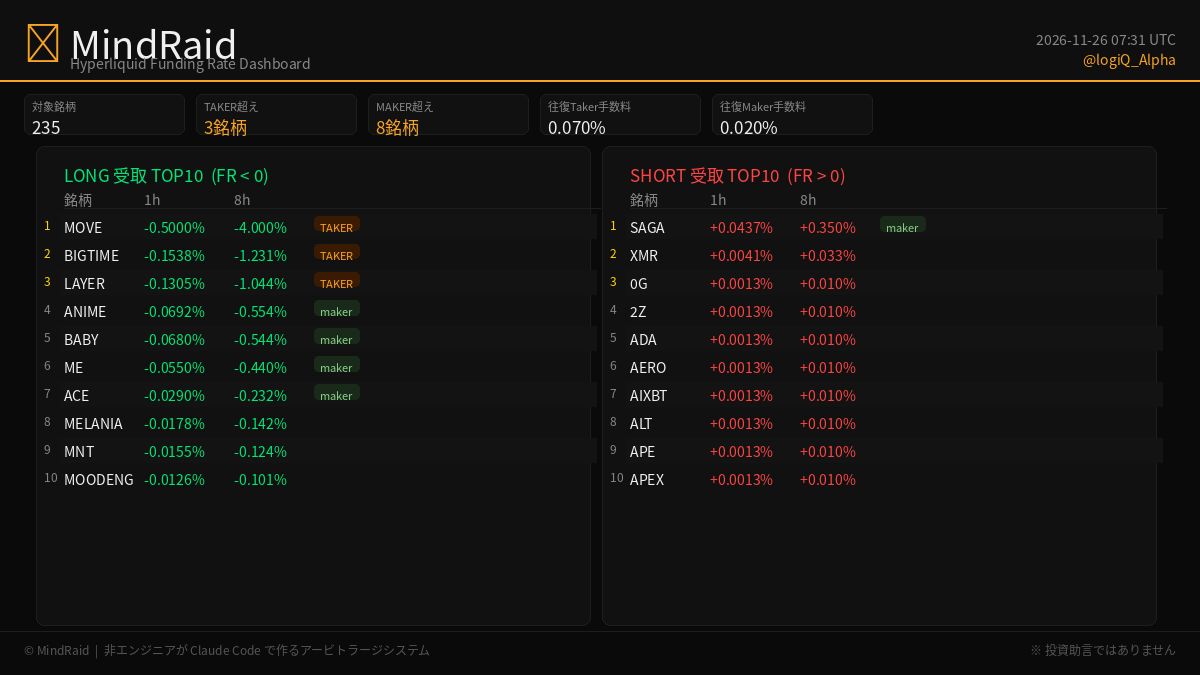 MindRaid
Hyperliquid Funding Rate Dashboard
2026-11-26 07:31 UTC
@logiQ_Alpha
対象銘柄
235
TAKER超え
3銘柄
MAKER超え
8銘柄
往復Taker手数料
0.070%
往復Maker手数料
0.020%
LONG 受取 TOP10 (FR < 0)
銘柄 1h 8h
1 MOVE -0.5000% -4.000% TAKER
2 BIGTIME -0.1538% -1.231% TAKER
3 LAYER -0.1305% -1.044% TAKER
4 ANIME -0.0692% -0.554% maker
5 BABY -0.0680% -0.544% maker
6 ME -0.0550% -0.440% maker
7 ACE -0.0290% -0.232% maker
8 MELANIA -0.0178% -0.142%
9 MNT -0.0155% -0.124%
10 MOODENG -0.0126% -0.101%
SHORT 受取 TOP10 (FR > 0)
銘柄 1h 8h
1 SAGA +0.0437% +0.350% maker
2 XMR +0.0041% +0.033%
3 0G +0.0013% +0.010%
4 2Z +0.0013% +0.010%
5 ADA +0.0013% +0.010%
6 AERO +0.0013% +0.010%
7 AIXBT +0.0013% +0.010%
8 ALT +0.0013% +0.010%
9 APE +0.0013% +0.010%
10 APEX +0.0013% +0.010%
© MindRaid | 非エンジニアが Claude Code で作るアービトラージシステム
※ 投資助言ではありません